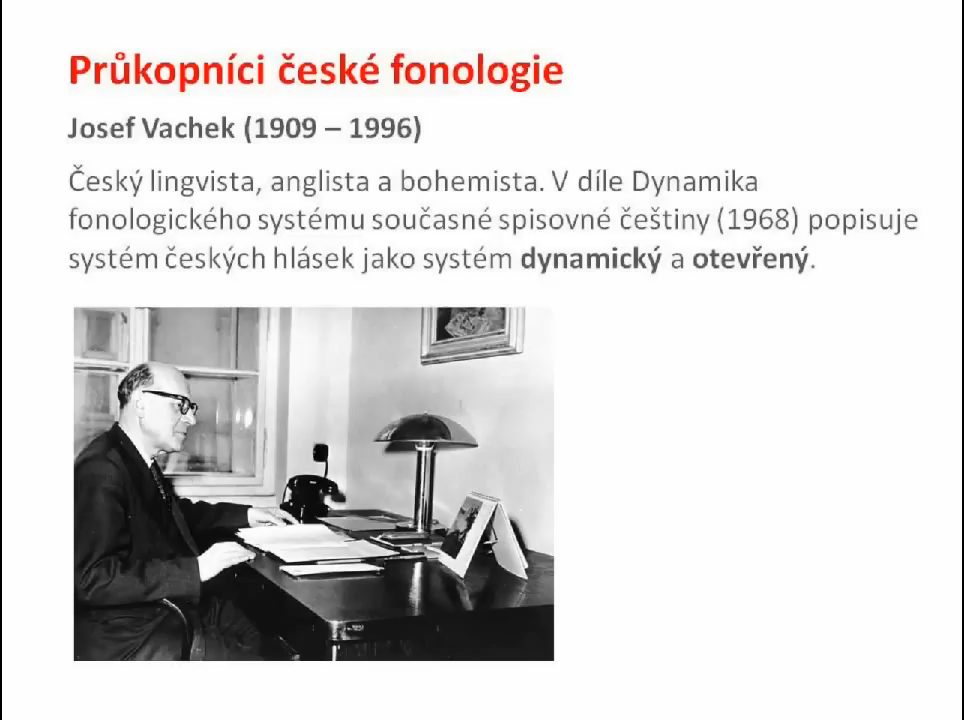 Průkopníci české fonologie
Josef Vachek (1909 – 1996)
Český lingvista, anglista a bohemista. V díle Dynamika
fonologického systému současné spisovné češtiny (1968) popisuje
systém českých hlásek jako systém dynamický a otevřený.